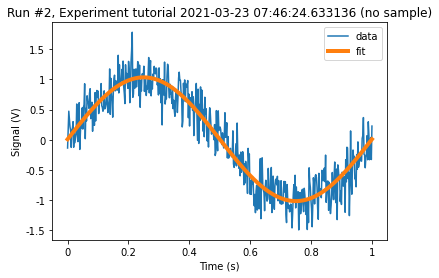 Run #2, Experiment tutorial 2021-03-23 07:46:24.633136 (no sample)
data
fit
1.5
1
0.5
0
-0.5
-1
-1.5
Signal (V)
0
0.2
0.4
0.6
0.8
1
Time (s)